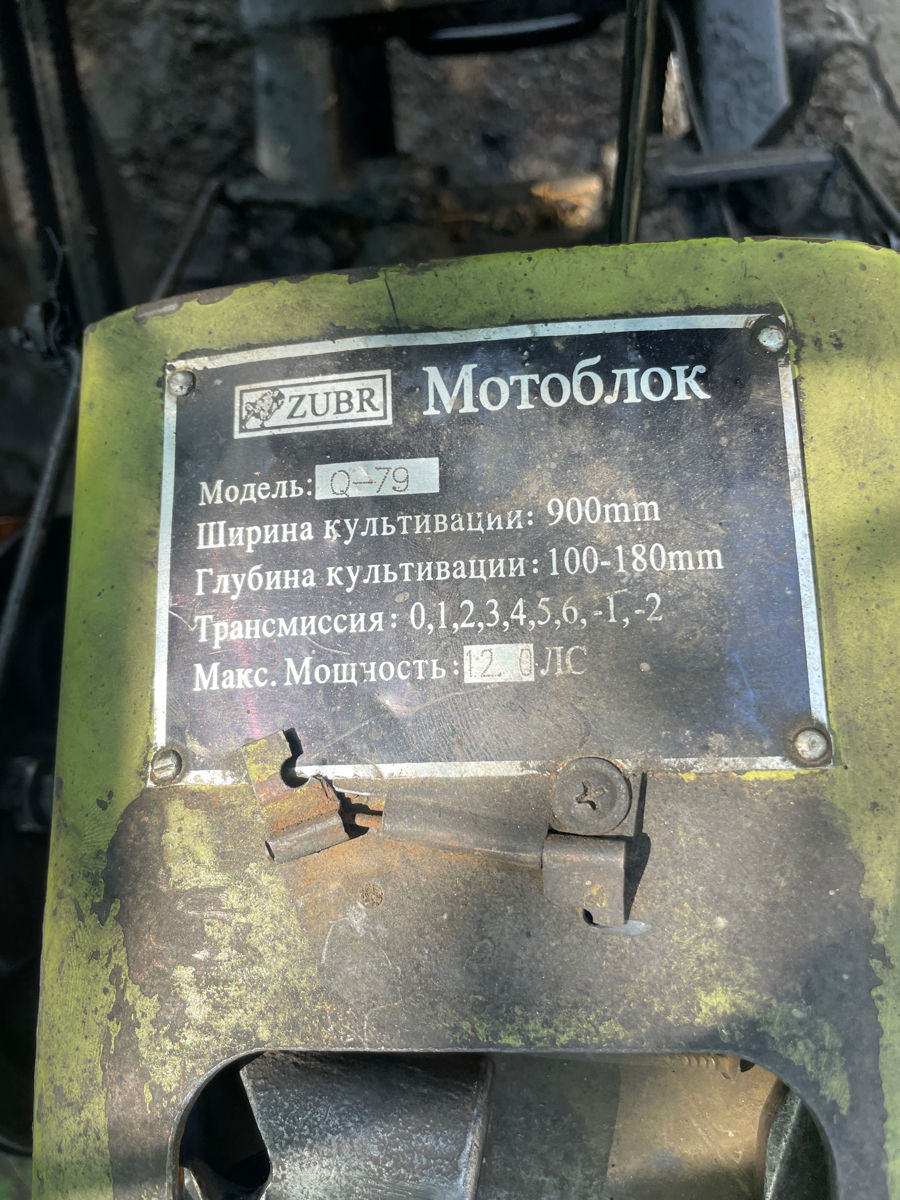 ZUBR Мотоблок
Модель: Q-79
Ширина культивации: 900mm
Глубина культивации: 100-180mm
Трансмиссия: 0,1,2,3,4,5,6, -1, -2
Макс. Мощчость: 12.0 ЛС